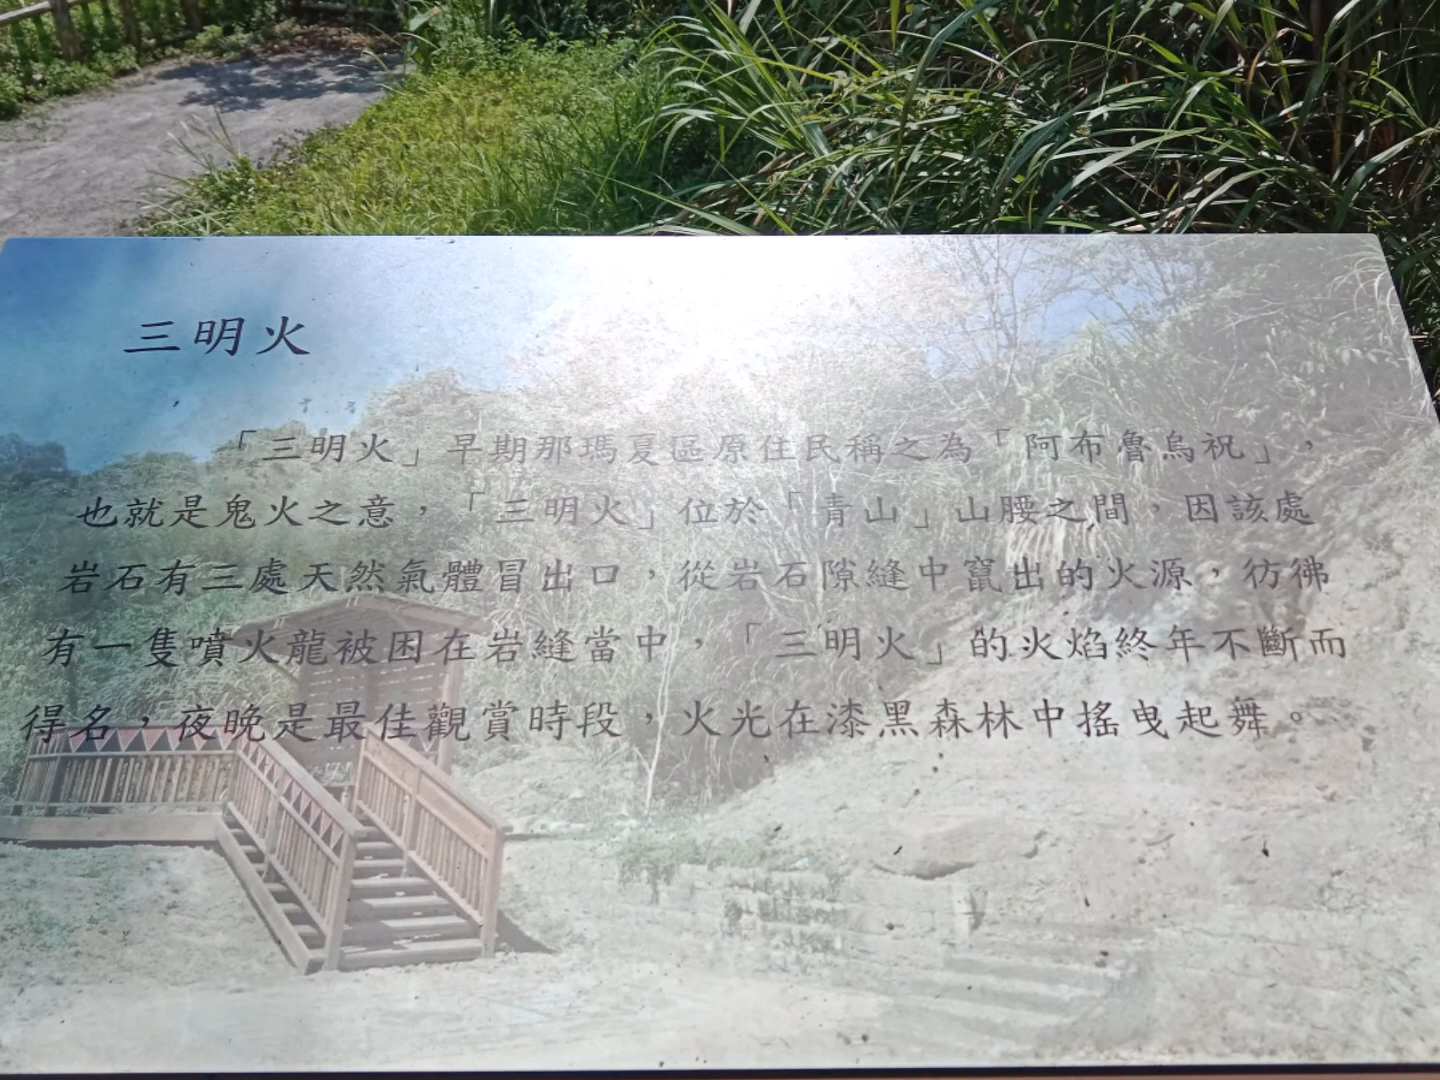 三明火
「三明火」早期那瑪夏區原住民稱之為「阿布魯烏祝」，
也就是鬼火之意，「三明火」位於「青山」山腰之間，因該處
岩石有三處天然氣體冒出口，從岩石隙縫中竄出的火源，彷彿
有一隻噴火龍被困在岩縫當中，「三明火」的火焰終年不斷而
得名，夜晚是最佳觀賞時段，火光在漆黑森林中搖曳起舞。